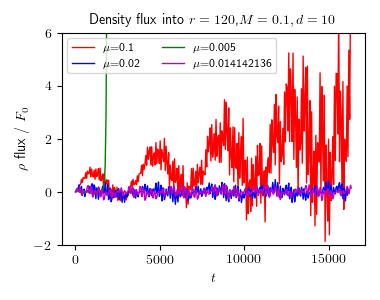 Density flux into r = 120, M = 0.1, d = 10
μ=0.1
μ=0.02
μ=0.005
μ=0.014142136
6
4
2
0
−2
ρ flux / F₀
0
5000
10000
15000
t